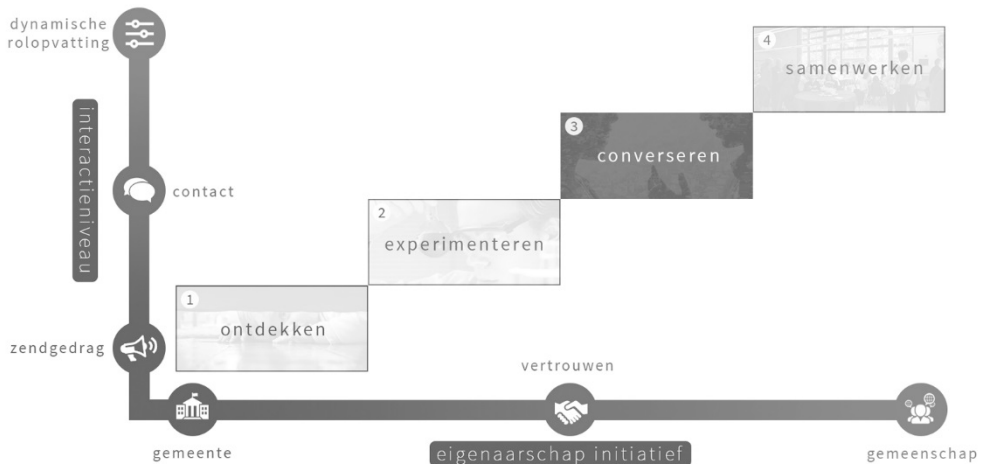 dynamische
rolopvatting
interactieniveau
contact
zendgedrag
4
samenwerken
3
converseren
2
experimenteren
1
ontdekken
vertrouwen
gemeente
eigenaarschap initiatief
gemeenschap